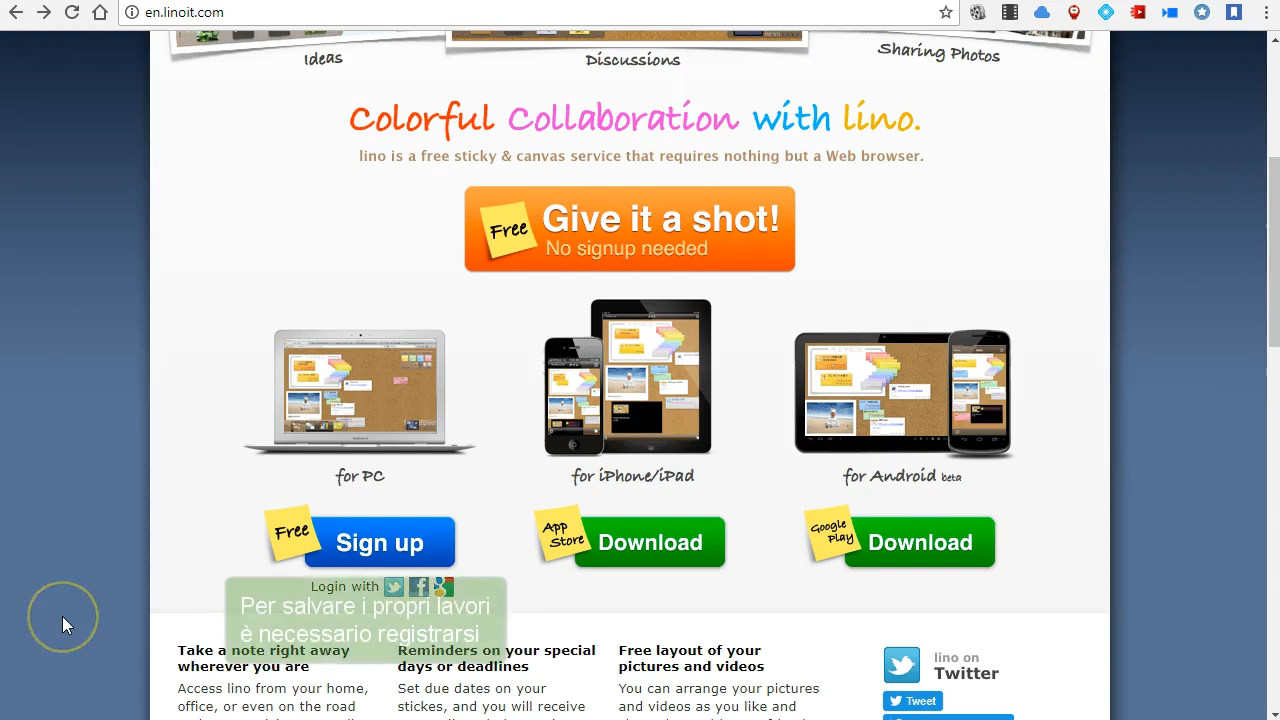 en.linoit.com
Ideas
Discussions
Sharing Photos
Colorful Collaboration with lino.
lino is a free sticky & canvas service that requires nothing but a Web browser.
Free
Give it a shot!
No signup needed
for PC
for iPhone/iPad
for Android beta
Free
Sign up
App
Store
Download
Google
Play
Download
Login with
Per salvare i propri lavori
è necessario registrarsi
Take a note right away
wherever you are
Access lino from your home,
office or even on the road
Reminders on your special
days or deadlines
Set due dates on your
stickes, and you will receive
Free layout of your
pictures and videos
You can arrange your pictures
and videos as you like and
lino on
Twitter
Tweet